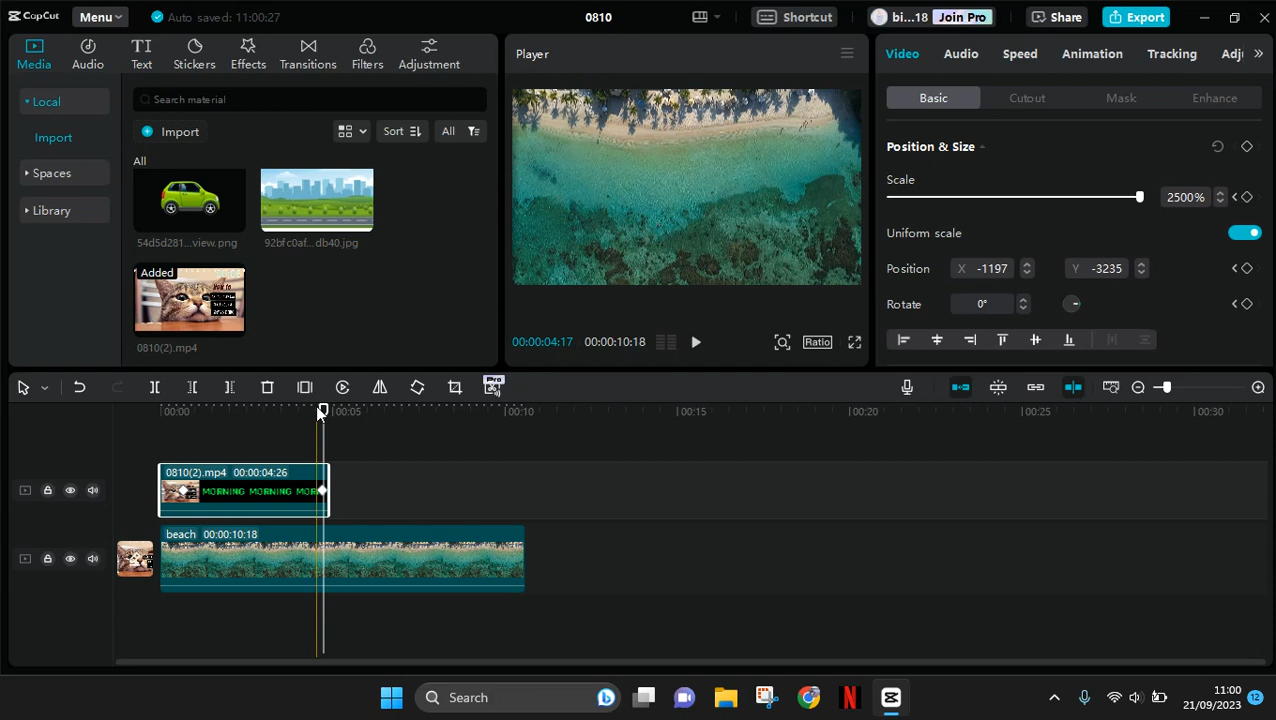 CapCut Menu Auto saved: 11:00:27 0810 Shortcut bi...18 Join Pro Share Export
Media Audio Text Stickers Effects Transitions Filters Adjustment
Local
Import
Spaces
Library
Search material
Import Sort All
All
54d5d281...view.png 92bfc0af...db40.jpg
Added
How to
0810(2).mp4
Player
00:00:04:17 00:00:10:18 Ratio
Video Audio Speed Animation Tracking Adj
Basic Cutout Mask Enhance
Position & Size
Scale
2500%
Uniform scale
Position X -1197 Y -3235
Rotate 0°
Pro
00:00 00:05 00:10 00:15 00:20 00:25 00:30
0810(2).mp4 00:00:04:26
MORNING MORNING MOR
beach 00:00:10:18
Search
11:00
21/09/2023
12